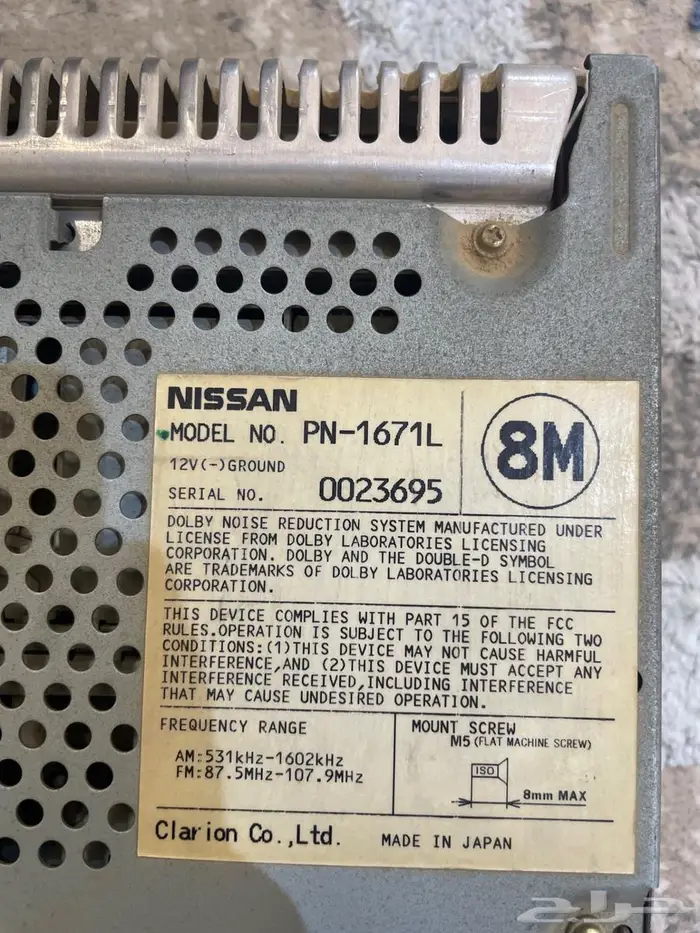 NISSAN
MODEL NO. PN-1671L
12V(-)GROUND
SERIAL NO. 0023695
8M
DOLBY NOISE REDUCTION SYSTEM MANUFACTURED UNDER
LICENSE FROM DOLBY LABORATORIES LICENSING
CORPORATION. DOLBY AND THE DOUBLE-D SYMBOL
ARE TRADEMARKS OF DOLBY LABORATORIES LICENSING
CORPORATION.
THIS DEVICE COMPLIES WITH PART 15 OF THE FCC
RULES.OPERATION IS SUBJECT TO THE FOLLOWING TWO
CONDITIONS:(1)THIS DEVICE MAY NOT CAUSE HARMFUL
INTERFERENCE,AND (2)THIS DEVICE MUST ACCEPT ANY
INTERFERENCE RECEIVED,INCLUDING INTERFERENCE
THAT MAY CAUSE UNDESIRED OPERATION.
FREQUENCY RANGE
AM:531kHz-1602kHz
FM:87.5MHz-107.9MHz
MOUNT SCREW
M5(FLAT MACHINE SCREW)
ISO
8mm MAX
Clarion Co.,Ltd. MADE IN JAPAN
حراج